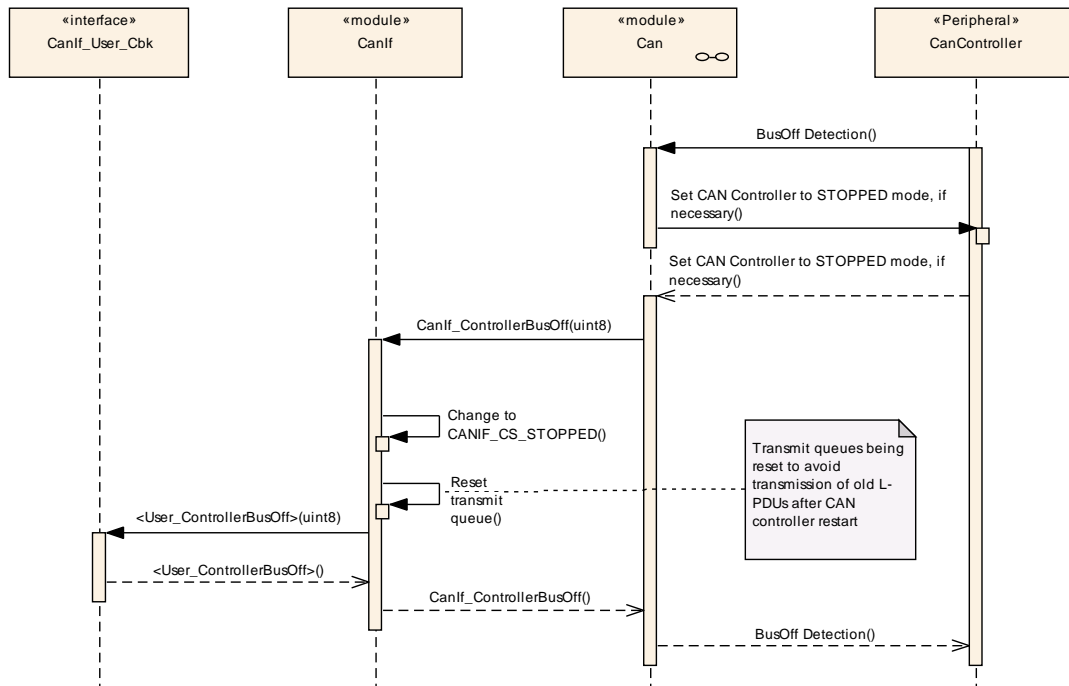 «interface»
CanIf_User_Cbk
«module»
CanIf
«module»
Can
«Peripheral»
CanController
BusOff Detection()
Set CAN Controller to STOPPED mode, if
necessary()
Set CAN Controller to STOPPED mode, if
necessary()
CanIf_ControllerBusOff(uint8)
Change to
CANIF_CS_STOPPED()
Transmit queues being
reset to avoid
transmission of old L-
PDUs after CAN
controller restart
Reset
transmit
queue()
<User_ControllerBusOff>(uint8)
<User_ControllerBusOff>()
CanIf_ControllerBusOff()
BusOff Detection()